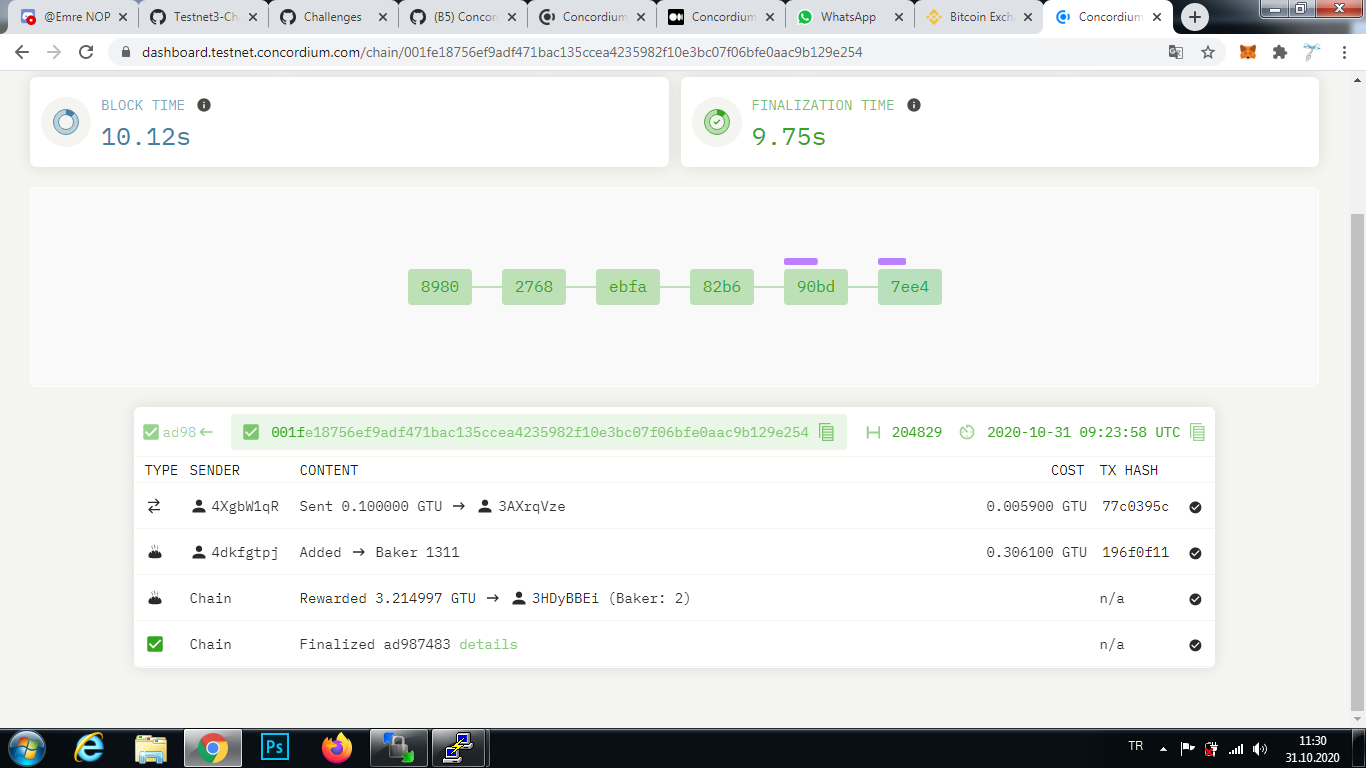 @Emre NOP
Testnet3-Ch
Challenges
(B5) Concor
Concordium
Concordium
WhatsApp
Bitcoin Exch
Concordium
dashboard.testnet.concordium.com/chain/001fe18756ef9adf471bac135ccea4235982f10e3bc07f06bfe0aac9b129e254
BLOCK TIME
10.12s
FINALIZATION TIME
9.75s
8980
2768
ebfa
82b6
90bd
7ee4
ad98← 001fe18756ef9adf471bac135ccea4235982f10e3bc07f06bfe0aac9b129e254 204829 2020-10-31 09:23:58 UTC
TYPE SENDER CONTENT COST TX HASH
4XgbW1qR Sent 0.100000 GTU → 3AXrqVze 0.005900 GTU 77c0395c
4dkfgtpj Added → Baker 1311 0.306100 GTU 196f0f11
Chain Rewarded 3.214997 GTU → 3HDyBBEi (Baker: 2) n/a
Chain Finalized ad987483 details n/a
Ps
TR
11:30
31.10.2020